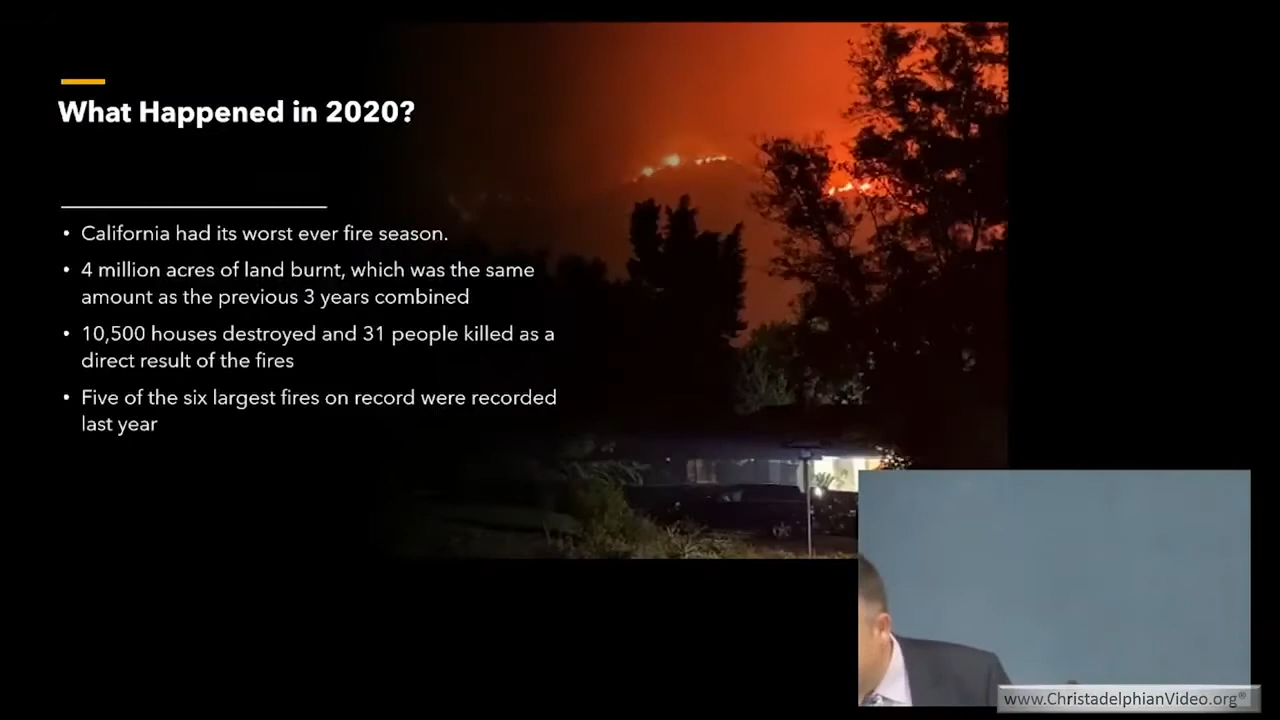 What Happened in 2020?
• California had its worst ever fire season.
• 4 million acres of land burnt, which was the same
amount as the previous 3 years combined
• 10,500 houses destroyed and 31 people killed as a
direct result of the fires
• Five of the six largest fires on record were recorded
last year
www.ChristadelphianVideo.org®